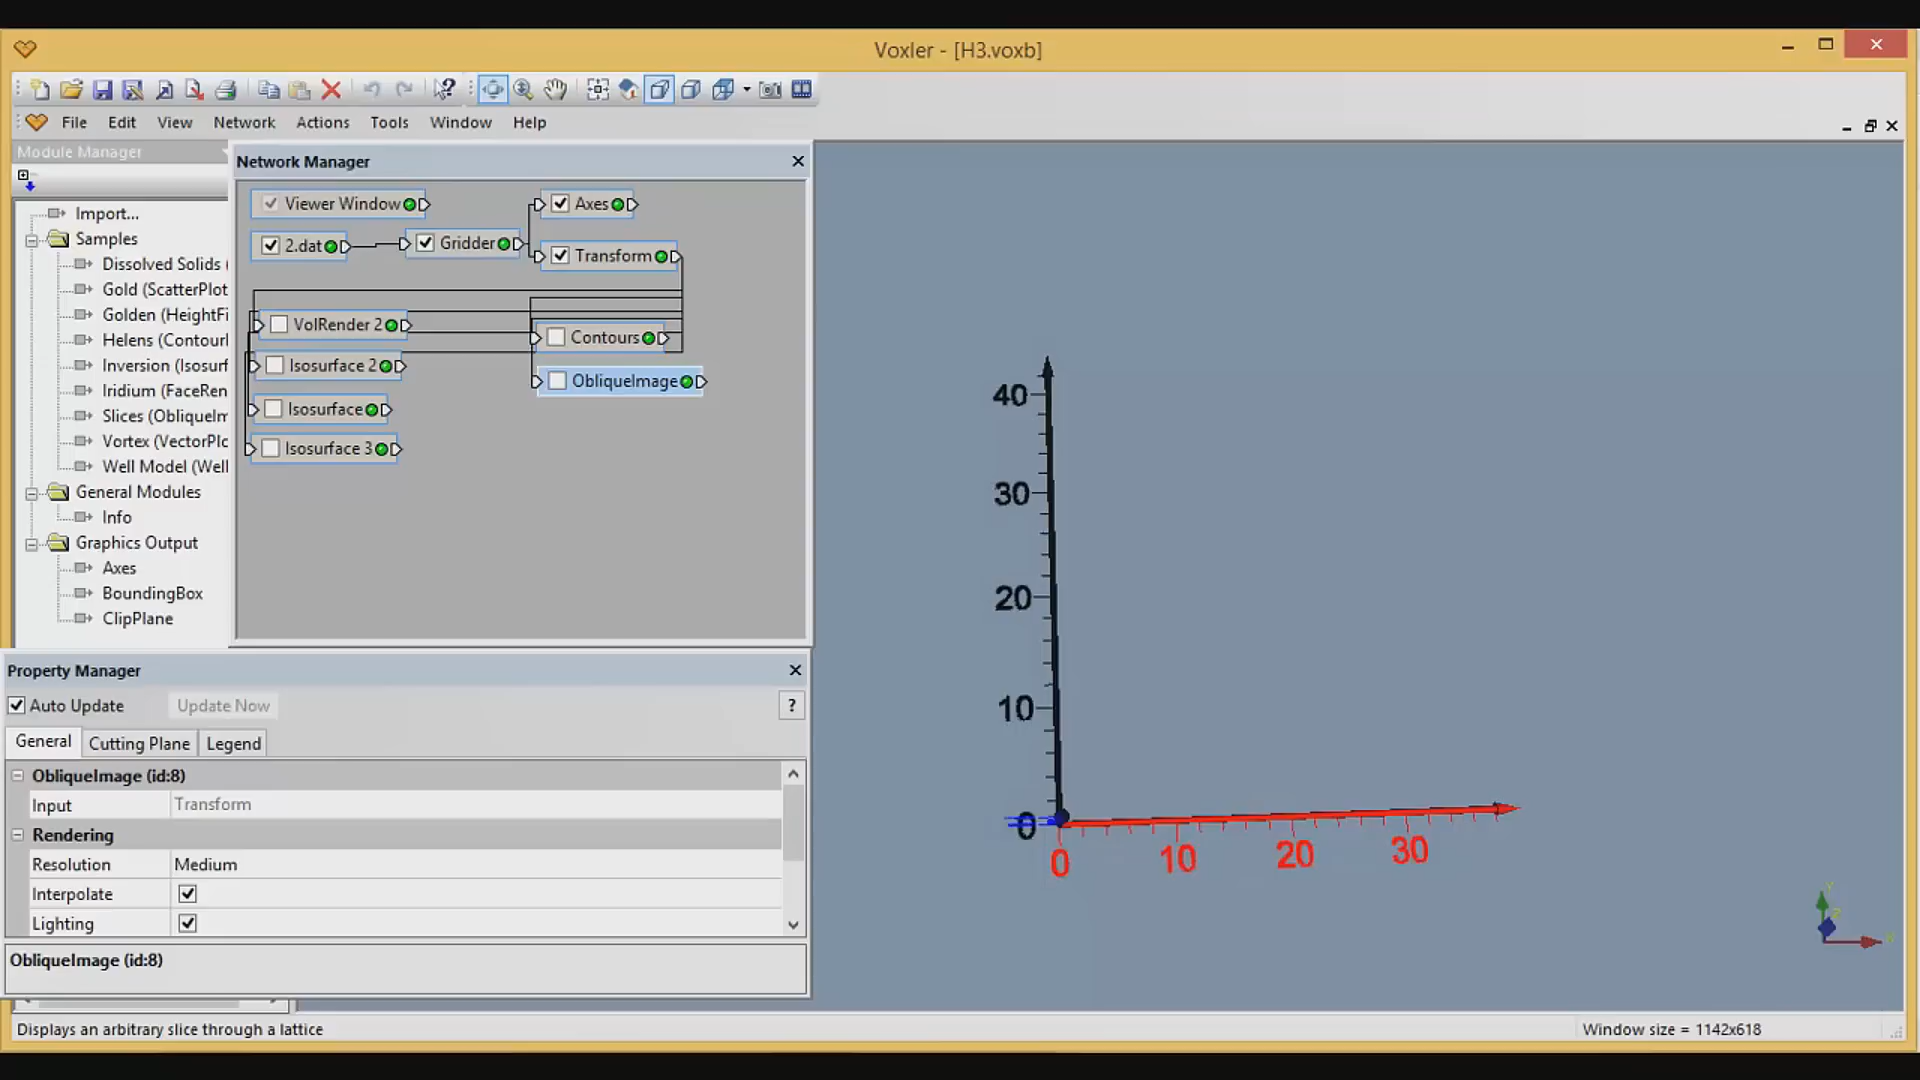 Voxler - [H3.voxb]
File Edit View Network Actions Tools Window Help
Module Manager
Import...
Samples
Dissolved Solids (
Gold (ScatterPlot
Golden (HeightFi
Helens (Contourl
Inversion (Isosurf
Iridium (FaceRen
Slices (ObliqueIm
Vortex (VectorPlc
Well Model (Well
General Modules
Info
Graphics Output
Axes
BoundingBox
ClipPlane
Network Manager
Viewer Window
Axes
2.dat
Gridder
Transform
VolRender 2
Contours
Isosurface 2
ObliqueImage
Isosurface
Isosurface 3
Property Manager
Auto Update Update Now ?
General Cutting Plane Legend
ObliqueImage (id:8)
Input Transform
Rendering
Resolution Medium
Interpolate
Lighting
ObliqueImage (id:8)
40
30
20
10
0
0 10 20 30
Displays an arbitrary slice through a lattice
Window size = 1142x618